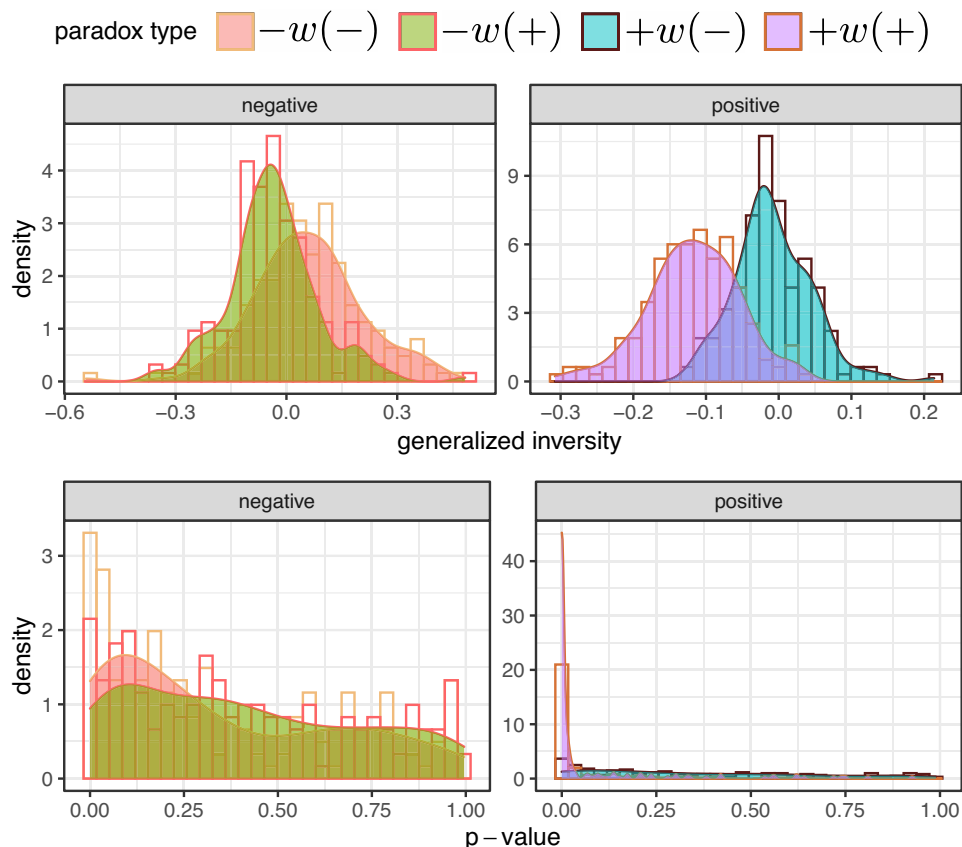 paradox type −w(−) −w(+) +w(−) +w(+)
negative positive
density
4
3
2
1
0
9
6
3
0
−0.6 −0.3 0.0 0.3
−0.3 −0.2 −0.1 0.0 0.1 0.2
generalized inversity
negative positive
density
3
2
1
0
40
30
20
10
0
0.00 0.25 0.50 0.75 1.00
0.00 0.25 0.50 0.75 1.00
p−value